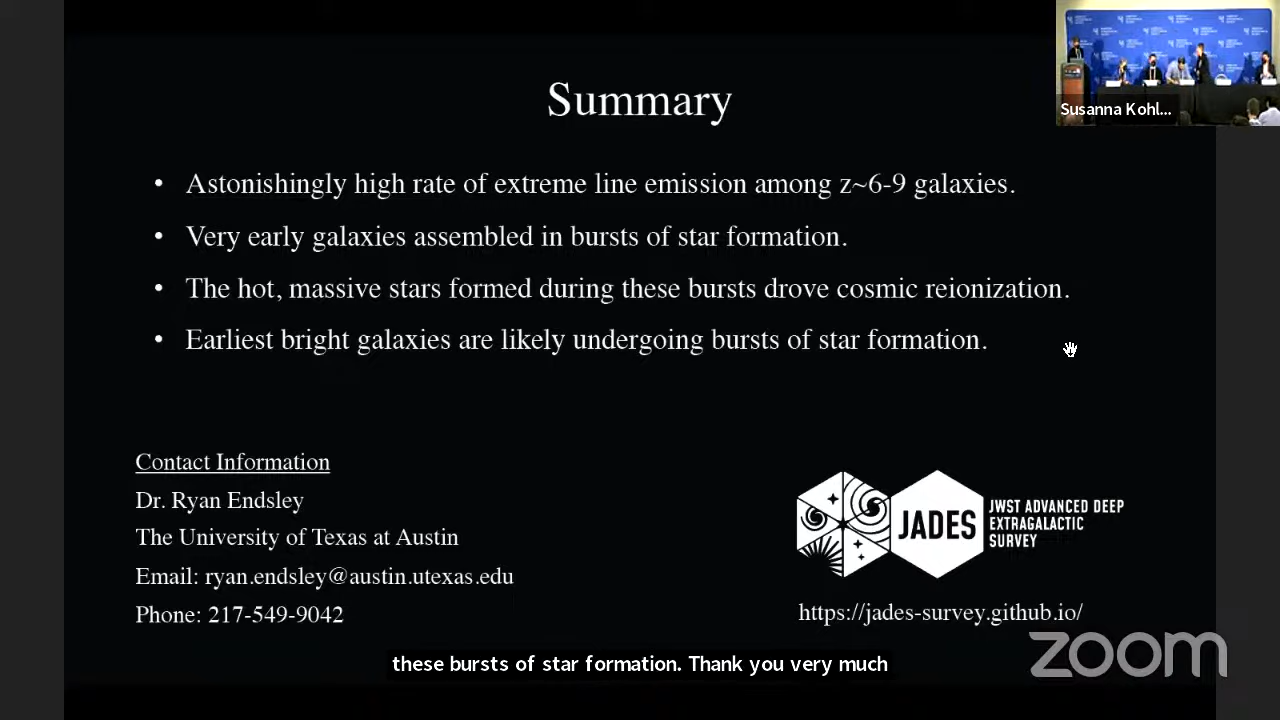 Summary
Susanna Kohl...
• Astonishingly high rate of extreme line emission among z~6-9 galaxies.
• Very early galaxies assembled in bursts of star formation.
• The hot, massive stars formed during these bursts drove cosmic reionization.
• Earliest bright galaxies are likely undergoing bursts of star formation.
Contact Information
Dr. Ryan Endsley
The University of Texas at Austin
Email: ryan.endsley@austin.utexas.edu
Phone: 217-549-9042
JADES
JWST ADVANCED DEEP
EXTRAGALACTIC
SURVEY
https://jades-survey.github.io/
zoom
these bursts of star formation. Thank you very much